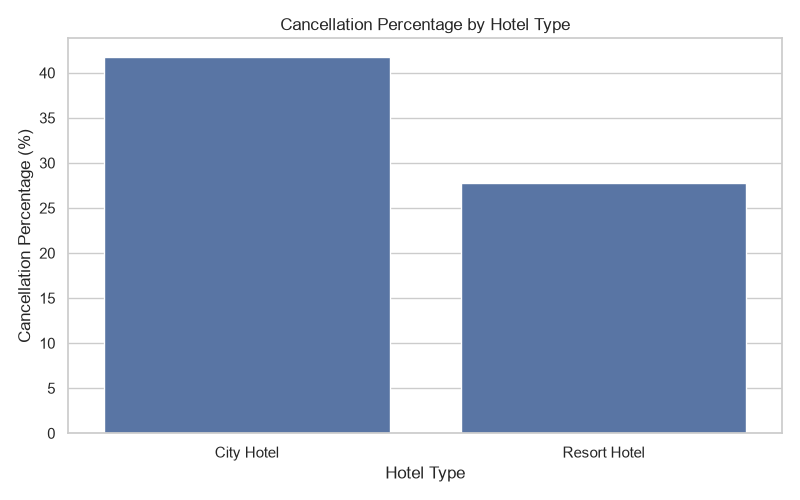 Cancellation Percentage by Hotel Type
Cancellation Percentage (%)
40
35
30
25
20
15
10
5
0
City Hotel
Resort Hotel
Hotel Type